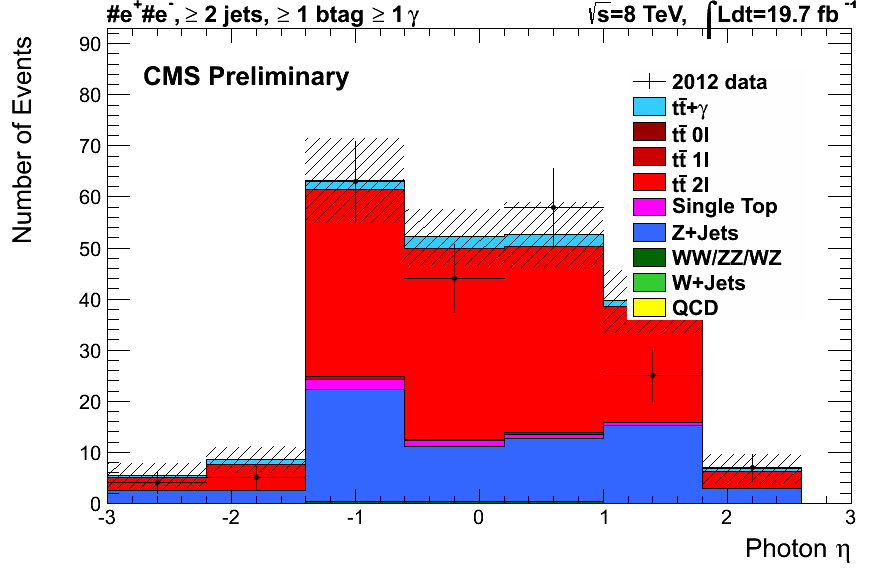 #e⁺#e⁻, ≥ 2 jets, ≥ 1 btag ≥ 1 γ
√s=8 TeV, ∫Ldt=19.7 fb⁻¹
Number of Events
CMS Preliminary
2012 data
tt̄+γ
tt̄ 0l
tt̄ 1l
tt̄ 2l
Single Top
Z+Jets
WW/ZZ/WZ
W+Jets
QCD
90
80
70
60
50
40
30
20
10
0
-3 -2 -1 0 1 2 3
Photon η